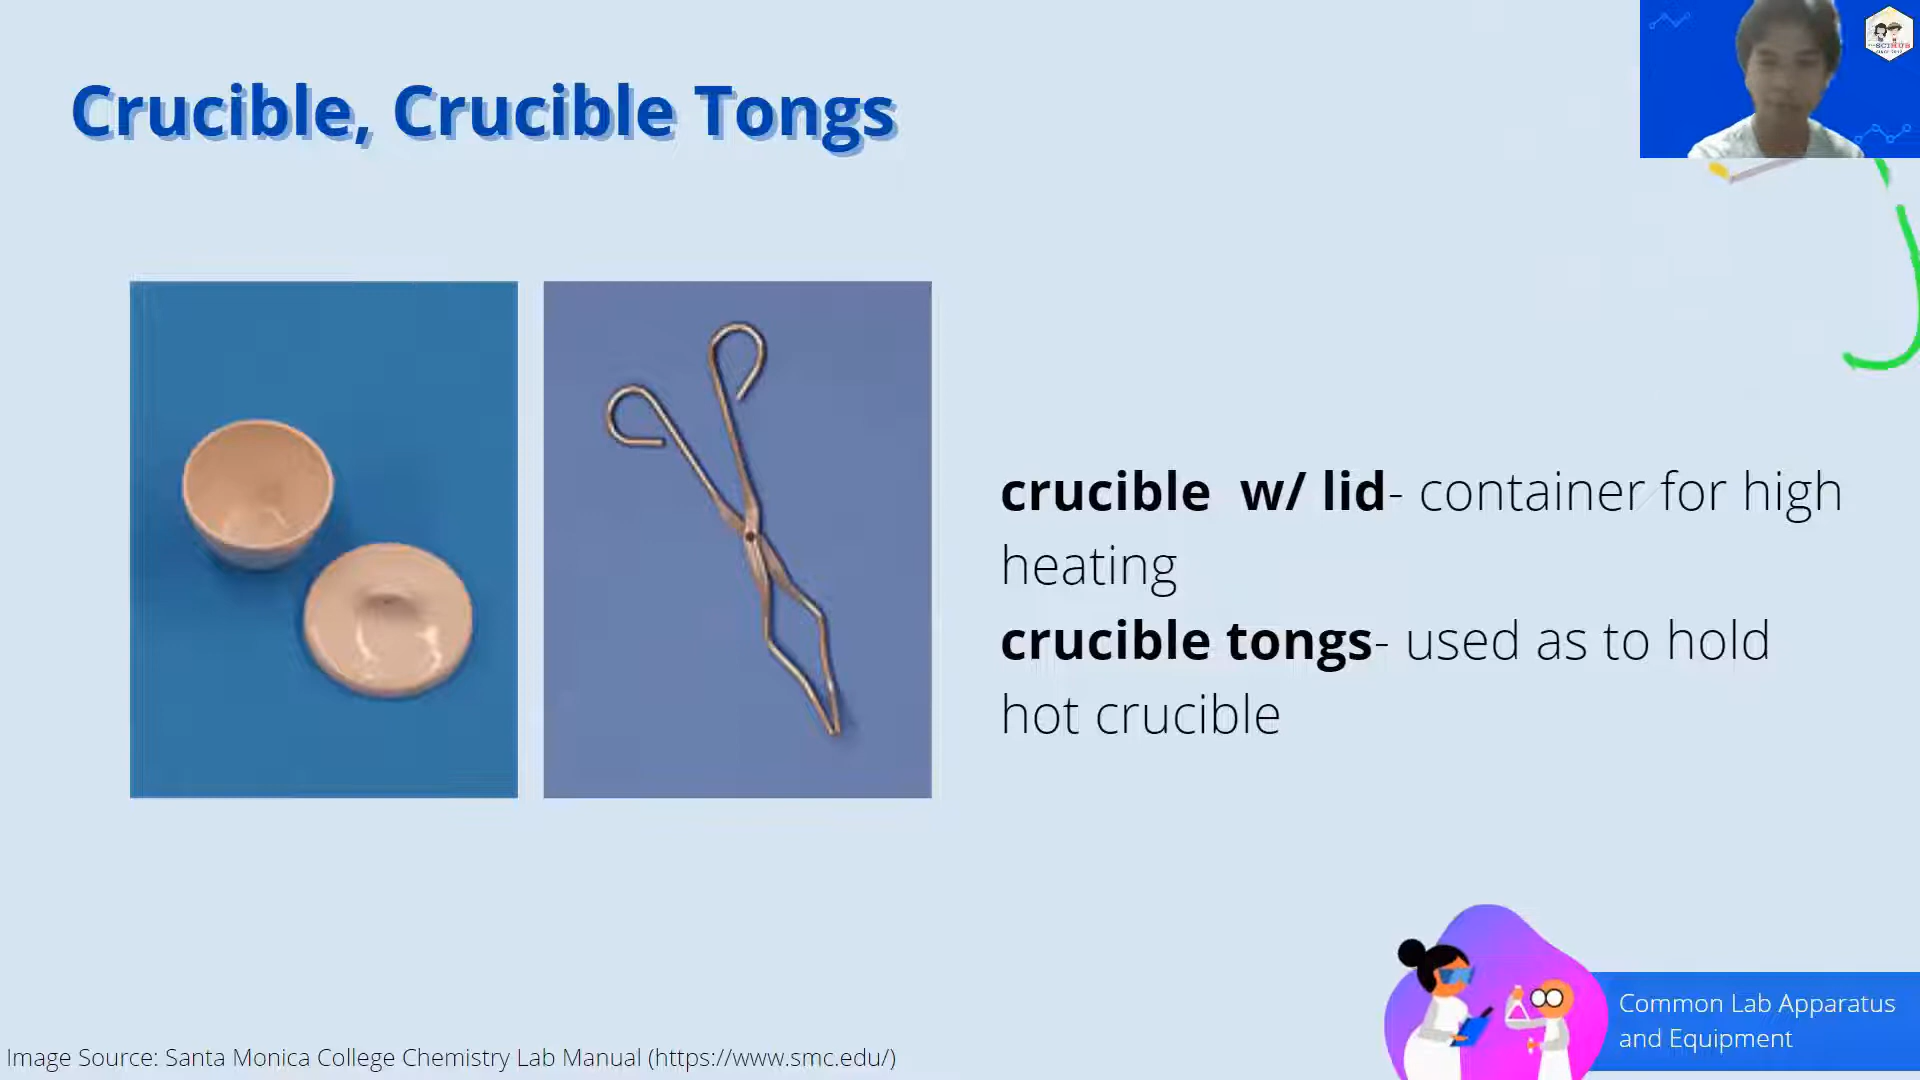 Crucible, Crucible Tongs
SCIHUB
crucible w/ lid- container for high
heating
crucible tongs- used as to hold
hot crucible
Common Lab Apparatus
and Equipment
Image Source: Santa Monica College Chemistry Lab Manual (https://www.smc.edu/)